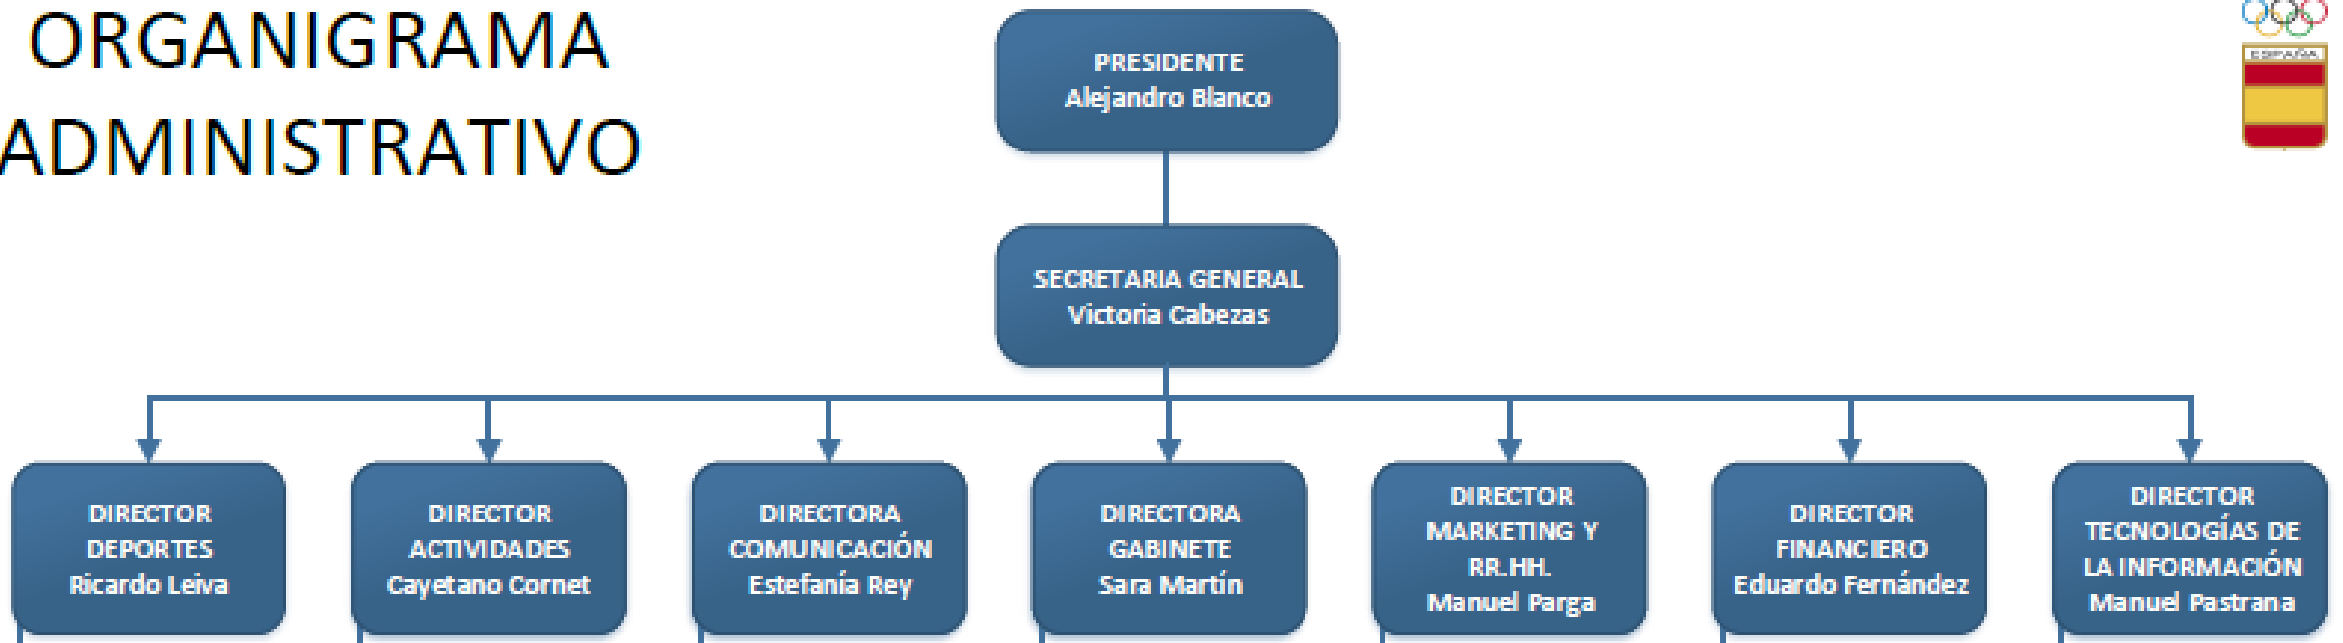 ORGANIGRAMA
ADMINISTRATIVO
PRESIDENTE
Alejandro Blanco
ESPAÑA
SECRETARIA GENERAL
Victoria Cabezas
DIRECTOR
DEPORTES
Ricardo Leiva
DIRECTOR
ACTIVIDADES
Cayetano Cornet
DIRECTORA
COMUNICACIÓN
Estefanía Rey
DIRECTORA
GABINETE
Sara Martín
DIRECTOR
MARKETING Y
RR.HH.
Manuel Parga
DIRECTOR
FINANCIERO
Eduardo Fernández
DIRECTOR
TECNOLOGÍAS DE
LA INFORMACIÓN
Manuel Pastrana